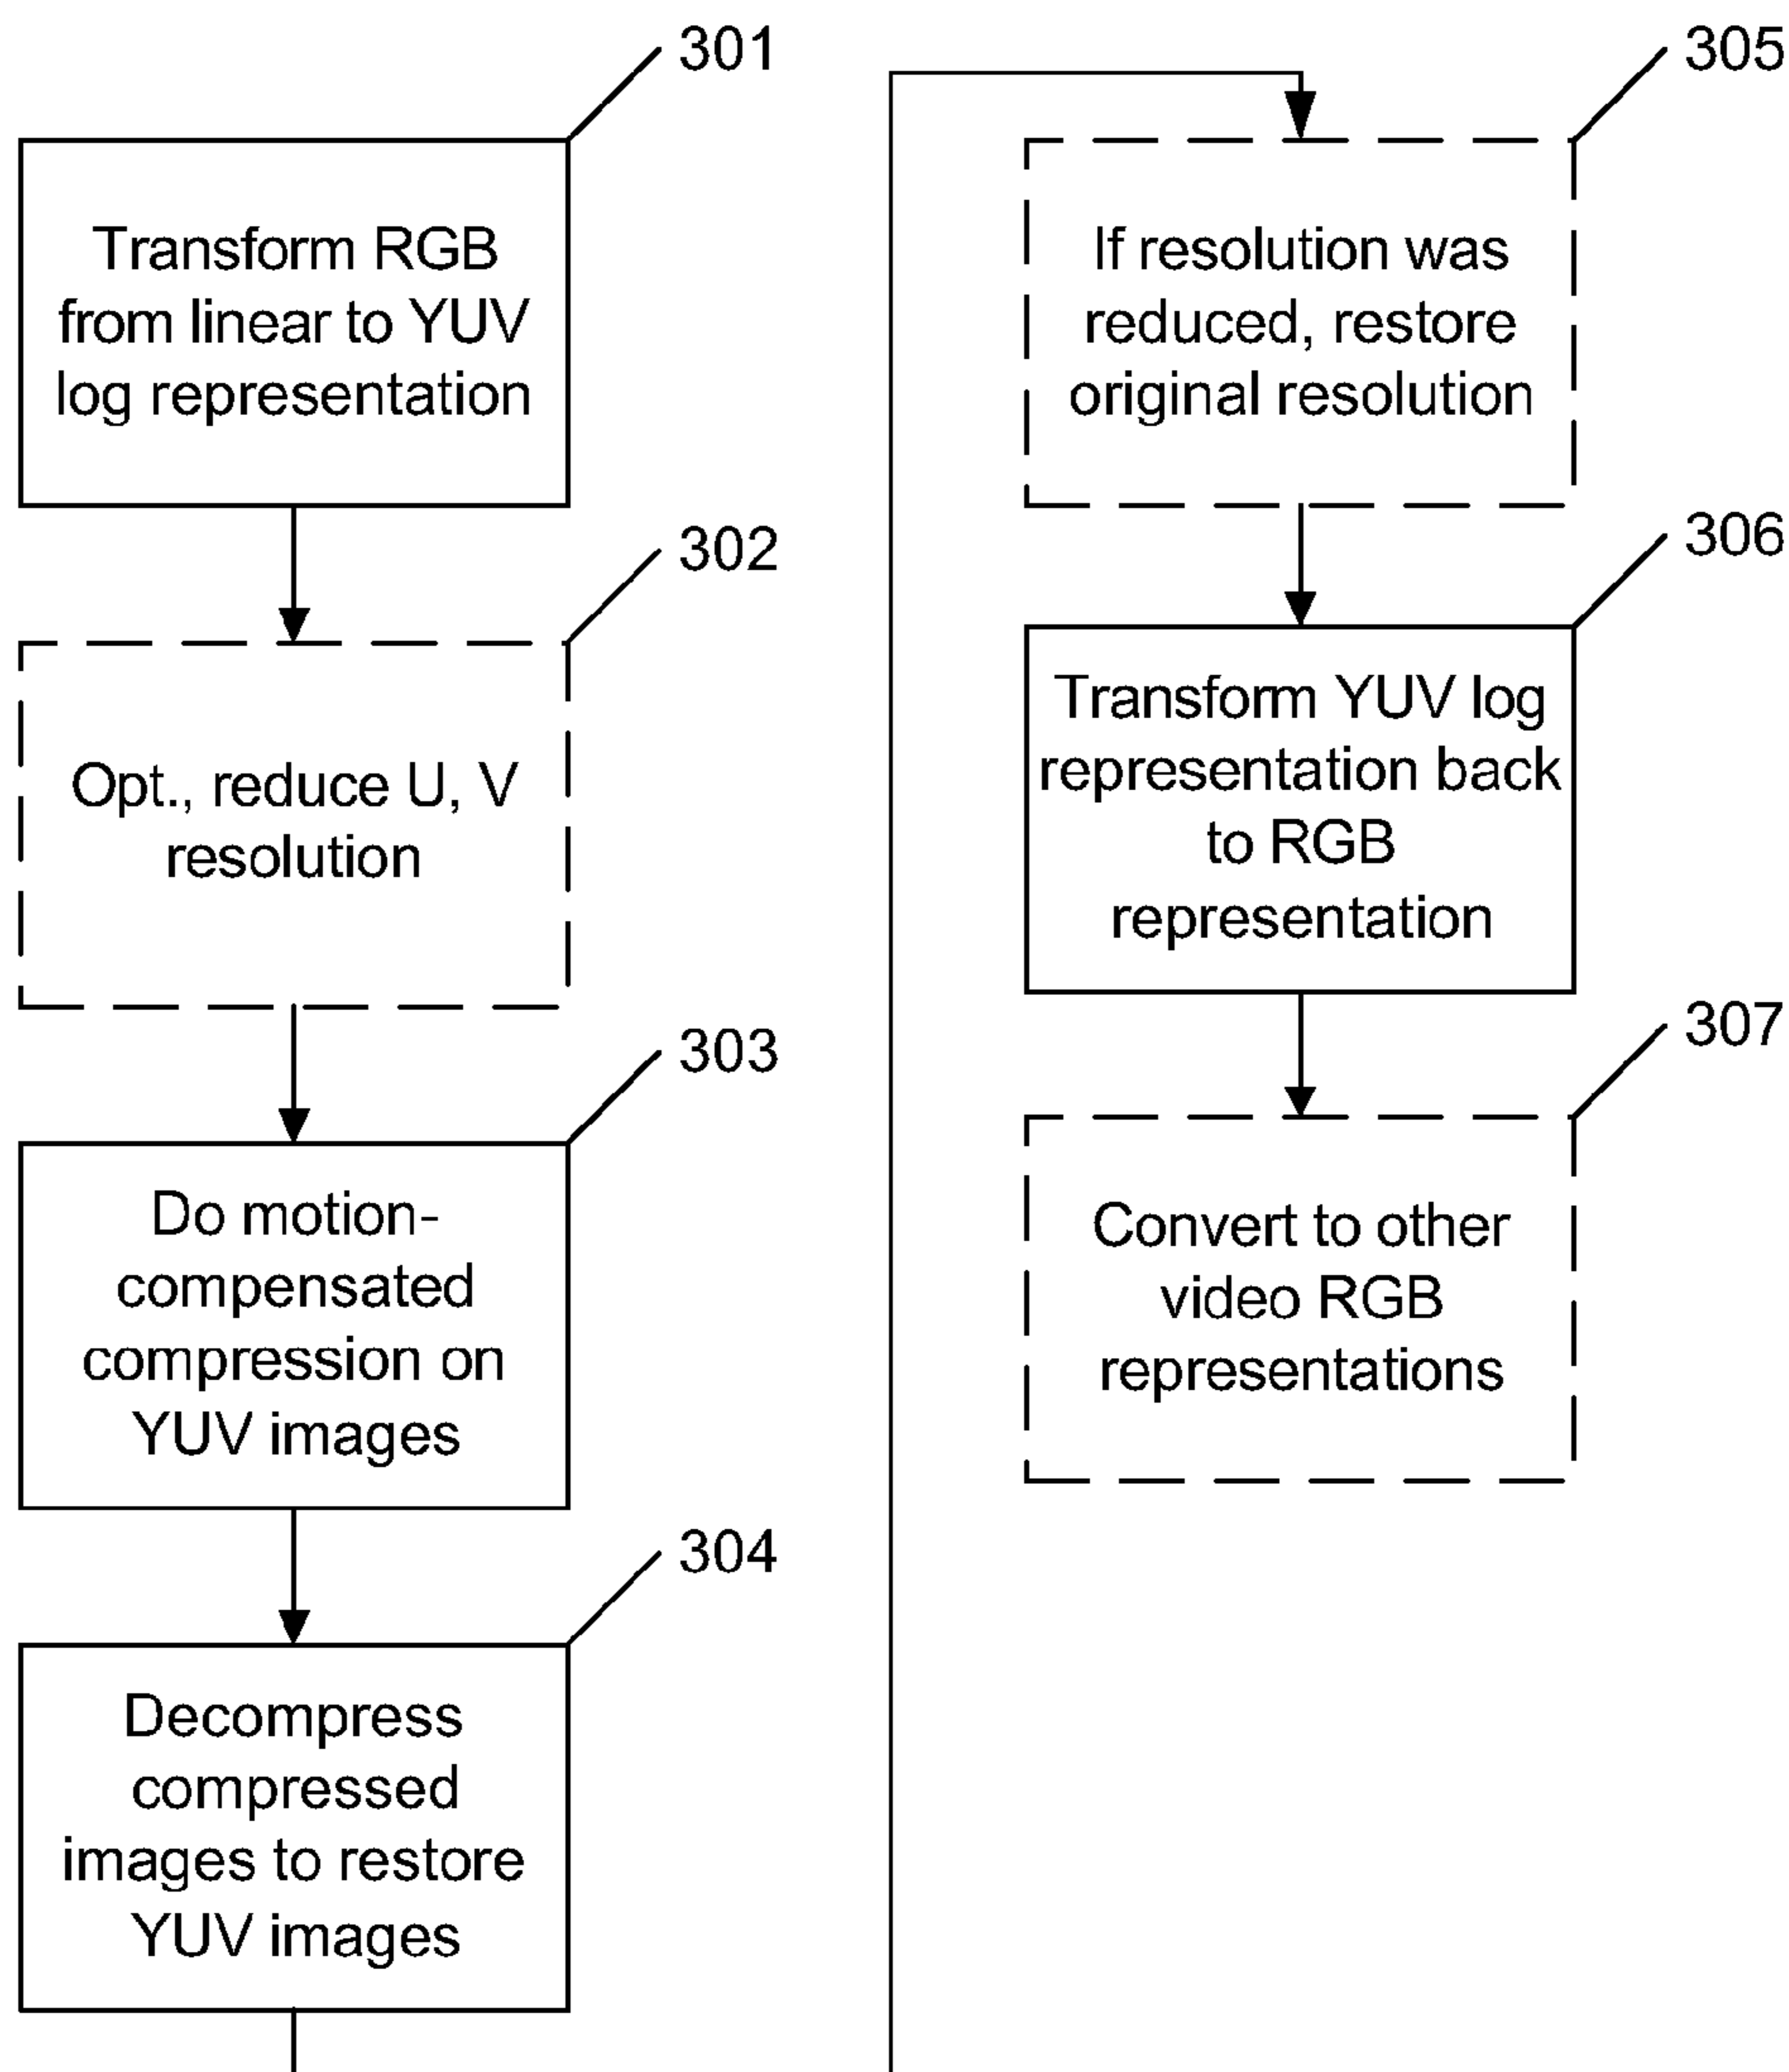 301
Transform RGB
from linear to YUV
log representation
302
Opt., reduce U, V
resolution
303
Do motion-
compensated
compression on
YUV images
304
Decompress
compressed
images to restore
YUV images
305
If resolution was
reduced, restore
original resolution
306
Transform YUV log
representation back
to RGB
representation
307
Convert to other
video RGB
representations